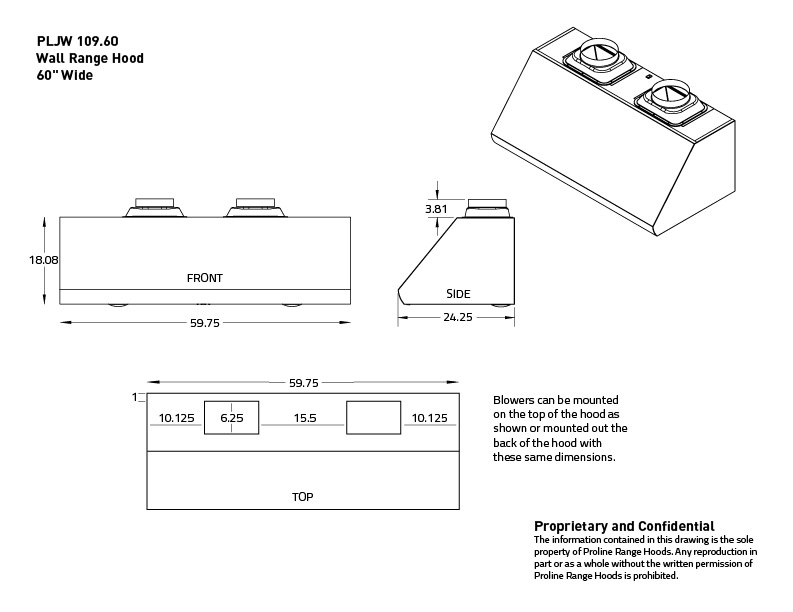 PLJW 109.60
Wall Range Hood
60" Wide
3.81
18.08
FRONT
SIDE
59.75
24.25
59.75
1
10.125
6.25
15.5
10.125
TOP
Blowers can be mounted
on the top of the hood as
shown or mounted out the
back of the hood with
these same dimensions.
Proprietary and Confidential
The information contained in this drawing is the sole
property of Proline Range Hoods. Any reproduction in
part or as a whole without the written permission of
Proline Range Hoods is prohibited.